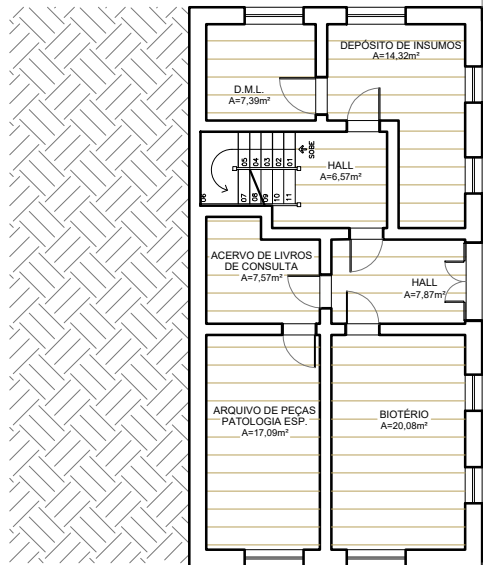 DEPÓSITO DE INSUMOS
A=14,32m²
D.M.L.
A=7,39m²
05 04 03 02 01
SOBE
HALL
A=6,57m²
06 07 08 09 10 11
ACERVO DE LIVROS
DE CONSULTA
A=7,57m²
HALL
A=7,87m²
ARQUIVO DE PEÇAS
PATOLOGIA ESP.
A=17,09m²
BIOTÉRIO
A=20,08m²